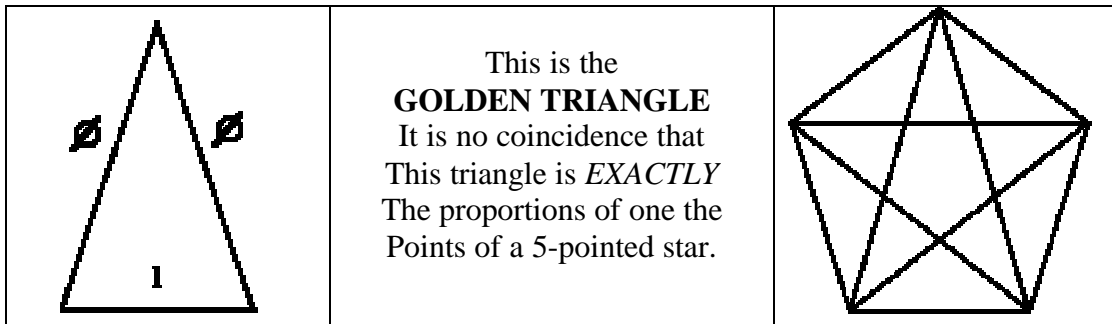 Ø Ø
1
This is the
GOLDEN TRIANGLE
It is no coincidence that
This triangle is EXACTLY
The proportions of one the
Points of a 5-pointed star.